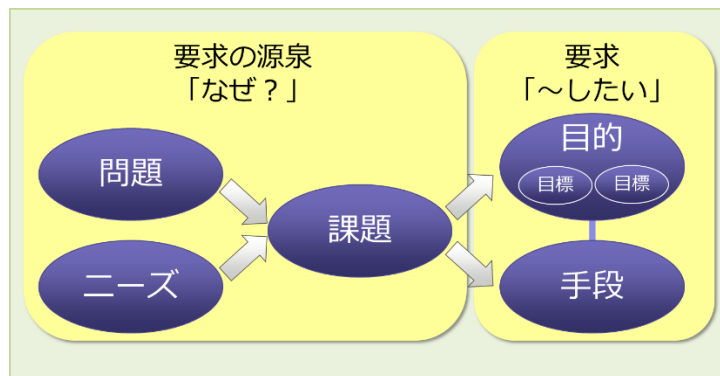 要求の源泉
「なぜ？」
問題
ニーズ
課題
要求
「～したい」
目的
目標
目標
手段